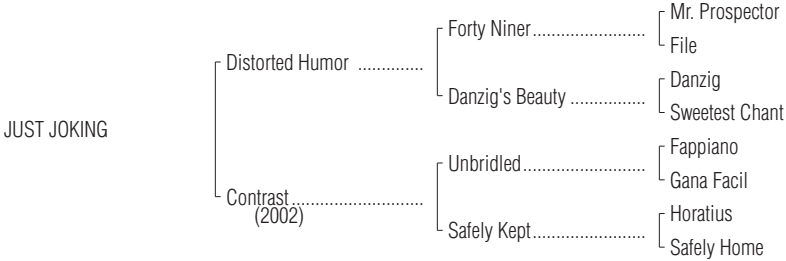 Mr. Prospector
Forty Niner........................
File
Distorted Humor ..............
Danzig
Danzig's Beauty ................
Sweetest Chant
JUST JOKING
Fappiano
Unbridled..........................
Gana Facil
Contrast............................
(2002)
Horatius
Safely Kept........................
Safely Home